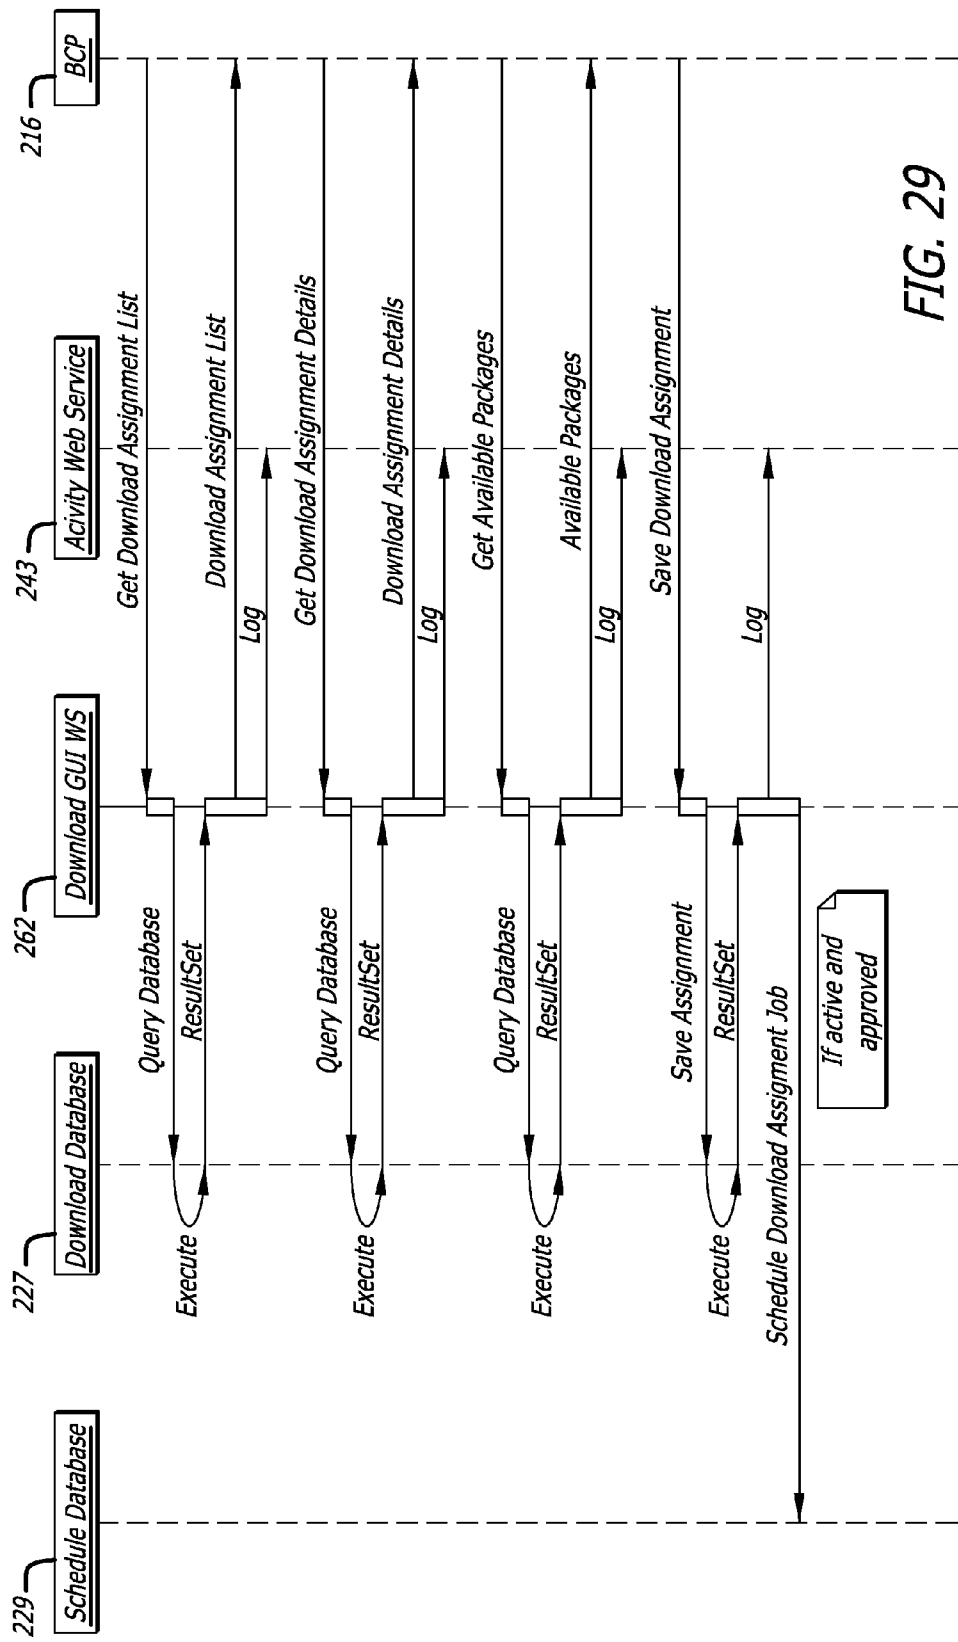 229
227
262
243
216
Schedule Database
Download Database
Download GUI WS
Acivity Web Service
BCP
Get Download Assignment List
Query Database
Execute
ResultSet
Download Assignment List
Log
Get Download Assignment Details
Query Database
Execute
ResultSet
Download Assignment Details
Log
Get Available Packages
Query Database
Execute
ResultSet
Available Packages
Log
Save Download Assignment
Save Assignment
Execute
ResultSet
Log
Schedule Download Assignment Job
If active and
approved
FIG. 29